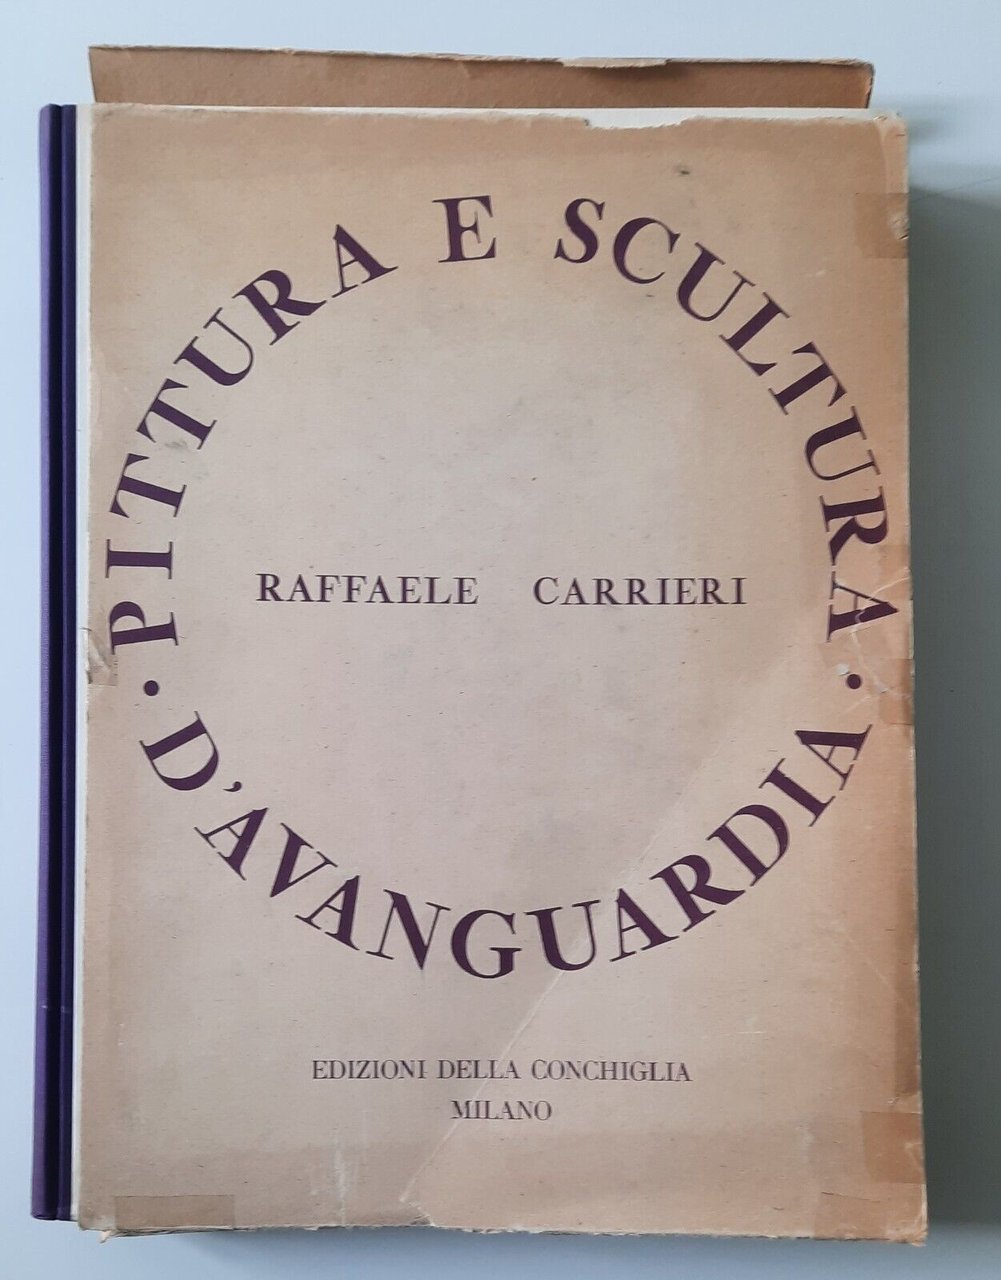 PITTURA E SCULTURA
· D'AVANGUARDIA ·
RAFFAELE CARRIERI
EDIZIONI DELLA CONCHIGLIA
MILANO